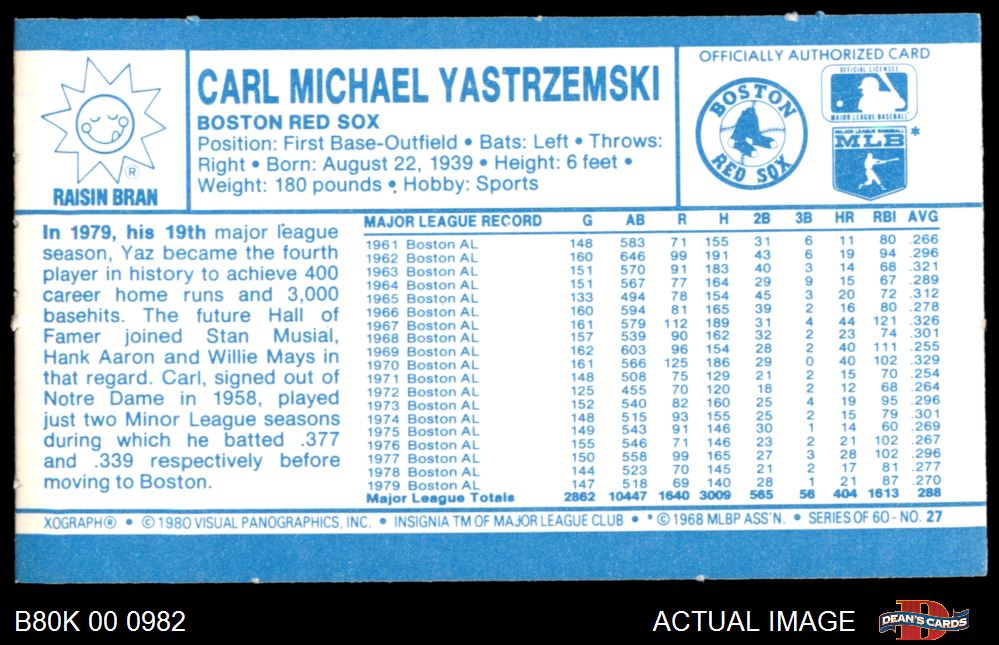 RAISIN BRAN
®
CARL MICHAEL YASTRZEMSKI
BOSTON RED SOX
Position: First Base-Outfield • Bats: Left • Throws:
Right • Born: August 22, 1939 • Height: 6 feet •
Weight: 180 pounds • Hobby: Sports
OFFICIALLY AUTHORIZED CARD
BOSTON
RED SOX
OFFICIAL LICENSEE
MAJOR LEAGUE BASEBALL
MAJOR LEAGUE BASEBALL
MLB *
In 1979, his 19th major league
season, Yaz became the fourth
player in history to achieve 400
career home runs and 3,000
basehits. The future Hall of
Famer joined Stan Musial,
Hank Aaron and Willie Mays in
that regard. Carl, signed out of
Notre Dame in 1958, played
just two Minor League seasons
during which he batted .377
and .339 respectively before
moving to Boston.
MAJOR LEAGUE RECORD G AB R H 2B 3B HR RBI AVG
1961 Boston AL 148 583 71 155 31 6 11 80 .266
1962 Boston AL 160 646 99 191 43 6 19 94 .296
1963 Boston AL 151 570 91 183 40 3 14 68 .321
1964 Boston AL 151 567 77 164 29 9 15 67 .289
1965 Boston AL 133 494 78 154 45 3 20 72 .312
1966 Boston AL 160 594 81 165 39 2 16 80 .278
1967 Boston AL 161 579 112 189 31 4 44 121 .326
1968 Boston AL 157 539 90 162 32 2 23 74 .301
1969 Boston AL 162 603 96 154 28 2 40 111 .255
1970 Boston AL 161 566 125 186 29 0 40 102 .329
1971 Boston AL 148 508 75 129 21 2 15 70 .254
1972 Boston AL 125 455 70 120 18 2 12 68 .264
1973 Boston AL 152 540 82 160 25 4 19 95 .296
1974 Boston AL 148 515 93 155 25 2 15 79 .301
1975 Boston AL 149 543 91 146 30 1 14 60 .269
1976 Boston AL 155 546 71 146 23 2 21 102 .267
1977 Boston AL 150 558 99 165 27 3 28 102 .296
1978 Boston AL 144 523 70 145 21 2 17 81 .277
1979 Boston AL 147 518 69 140 28 1 21 87 .270
Major League Totals 2862 10447 1640 3009 565 56 404 1613 288
XOGRAPH® • © 1980 VISUAL PANOGRAPHICS, INC. • INSIGNIA TM OF MAJOR LEAGUE CLUB • * © 1968 MLBP ASS'N. • SERIES OF 60 - NO. 27
B80K 00 0982
ACTUAL IMAGE
D
DEAN'S CARDS